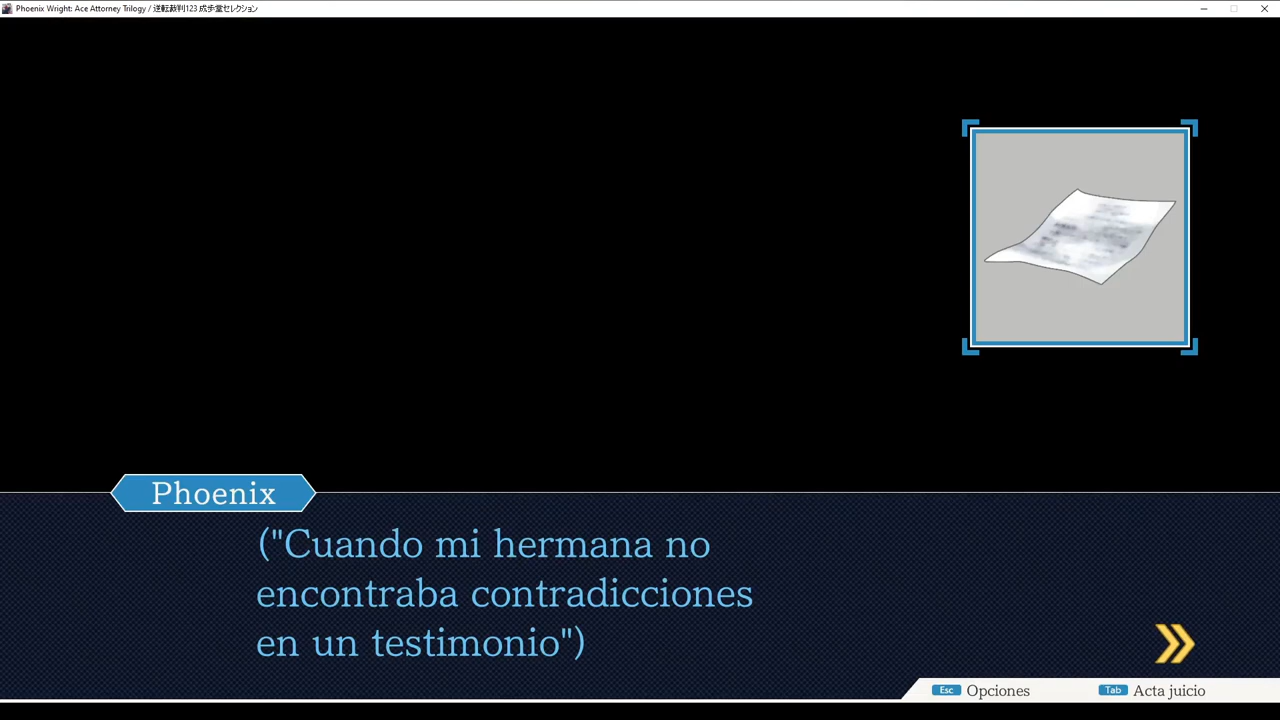 Phoenix Wright: Ace Attorney Trilogy / 逆転裁判123 成歩堂セレクション
Phoenix
("Cuando mi hermana no
encontraba contradicciones
en un testimonio")
Esc Opciones
Tab Acta juicio